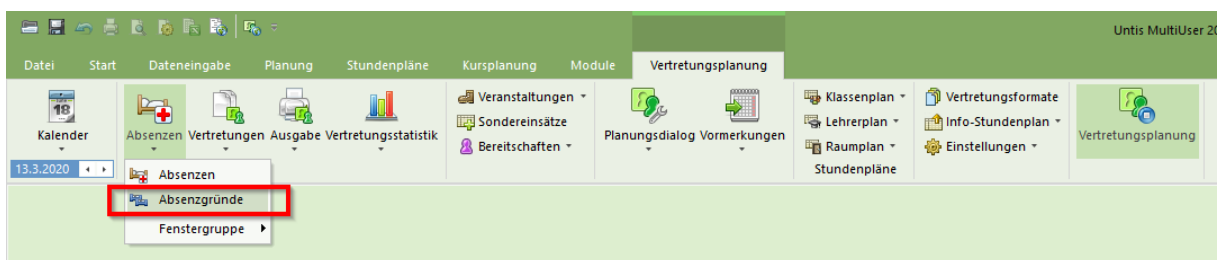 Untis MultiUser 20
Datei Start Dateneingabe Planung Stundenpläne Kursplanung Module Vertretungsplanung
18
Kalender
13.3.2020
Absenzen Vertretungen Ausgabe Vertretungsstatistik
Veranstaltungen
Sondereinsätze
Bereitschaften
Planungsdialog Vormerkungen
Klassenplan
Lehrerplan
Raumplan
Stundenpläne
Vertretungsformate
Info-Stundenplan
Einstellungen
Vertretungsplanung
Absenzen
Absenzgründe
Fenstergruppe